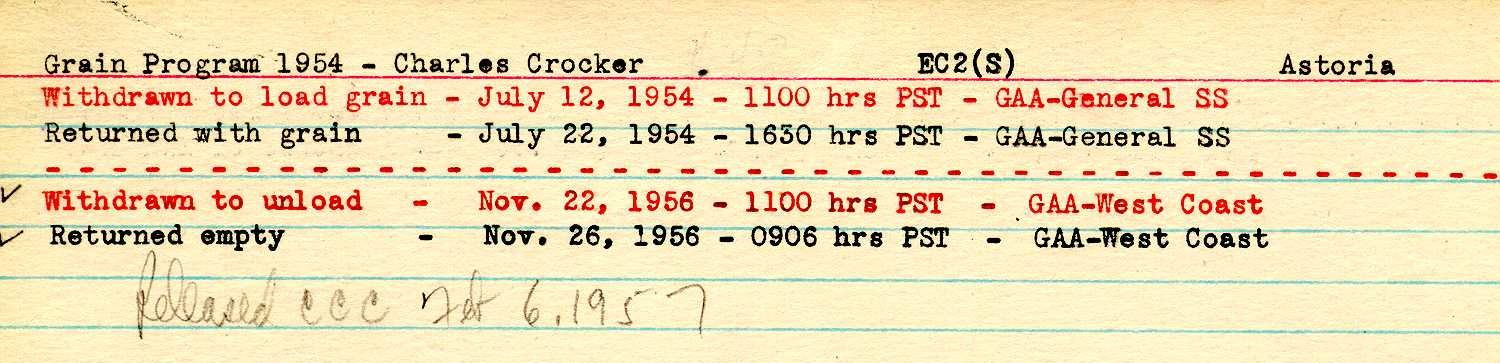 Grain Program 1954 - Charles Crocker . EC2(S) Astoria
Withdrawn to load grain - July 12, 1954 - 1100 hrs PST - GAA-General SS
Returned with grain - July 22, 1954 - 1630 hrs PST - GAA-General SS
✓ Withdrawn to unload - Nov. 22, 1956 - 1100 hrs PST - GAA-West Coast
✓ Returned empty - Nov. 26, 1956 - 0906 hrs PST - GAA-West Coast
Released CCC Feb 6, 1957